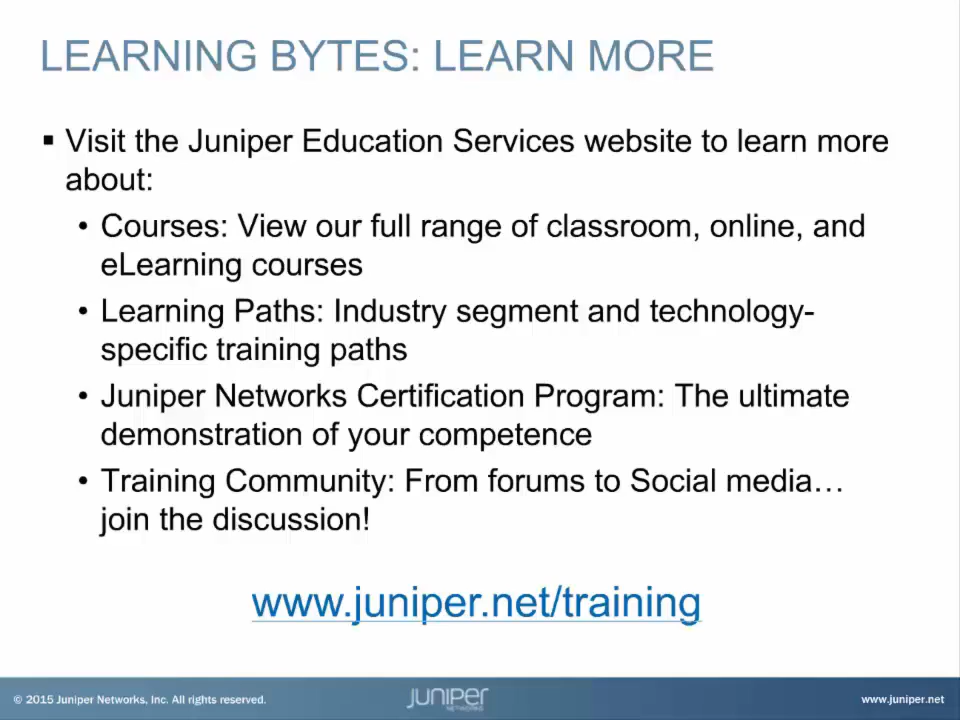 LEARNING BYTES: LEARN MORE
▪ Visit the Juniper Education Services website to learn more
about:
• Courses: View our full range of classroom, online, and
eLearning courses
• Learning Paths: Industry segment and technology-
specific training paths
• Juniper Networks Certification Program: The ultimate
demonstration of your competence
• Training Community: From forums to Social media…
join the discussion!
www.juniper.net/training
© 2015 Juniper Networks, Inc. All rights reserved.
JUNIPER
NETWORKS
www.juniper.net